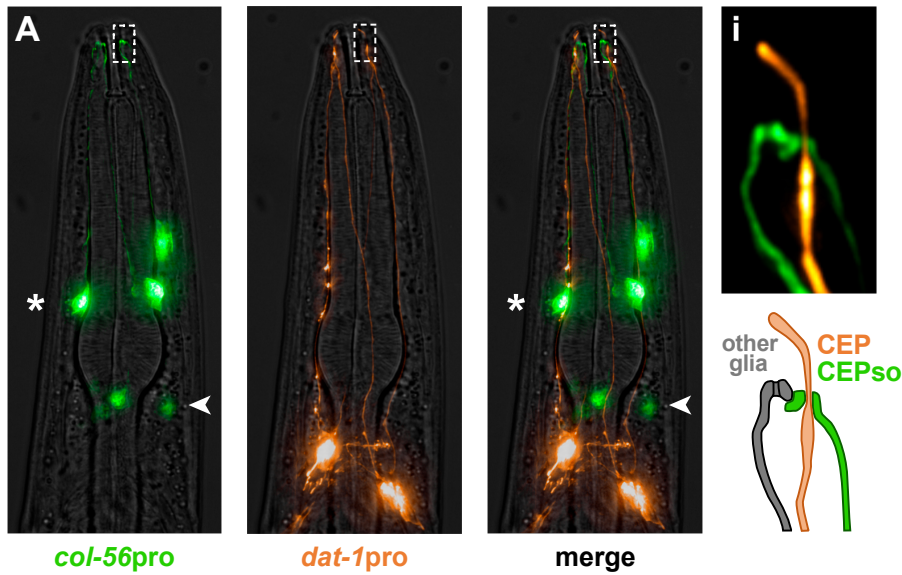 A
i
*
*
other
glia
CEP
CEPso
col-56pro
dat-1pro
merge